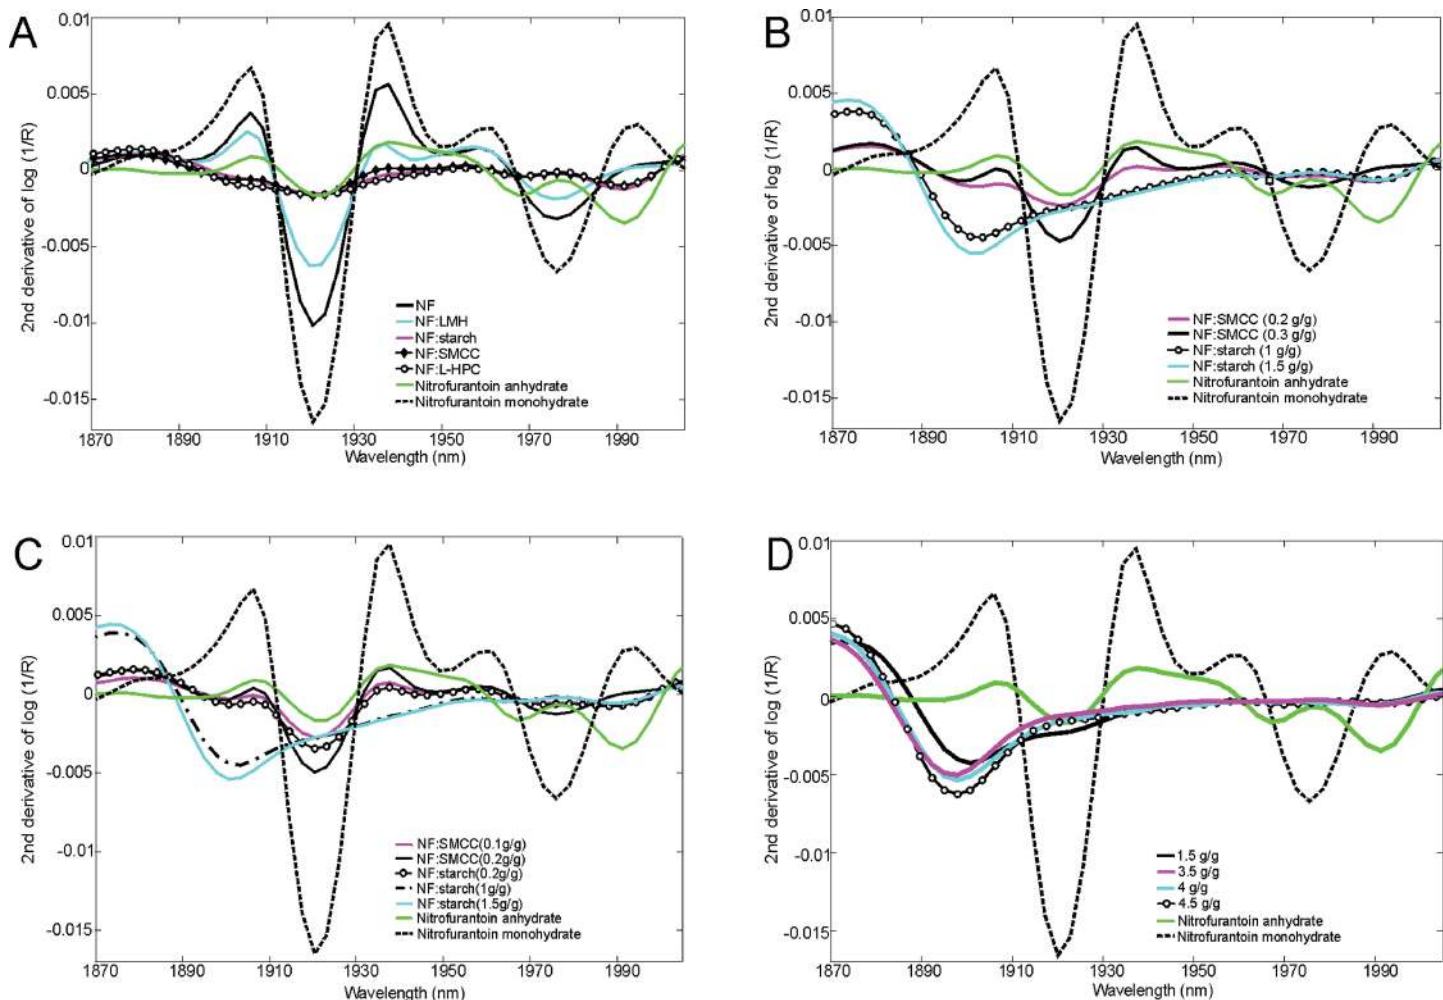 A
2nd derivative of log (1/R)
0.01
0.005
0
-0.005
-0.01
-0.015
NF
NF:LMH
NF:starch
NF:SMCC
NF:L-HPC
Nitrofurantoin anhydrate
Nitrofurantoin monohydrate
1870 1890 1910 1930 1950 1970 1990
Wavelength (nm)
B
2nd derivative of log (1/R)
0.01
0.005
0
-0.005
-0.01
-0.015
NF:SMCC (0.2 g/g)
NF:SMCC (0.3 g/g)
NF:starch (1 g/g)
NF:starch (1.5 g/g)
Nitrofurantoin anhydrate
Nitrofurantoin monohydrate
1870 1890 1910 1930 1950 1970 1990
Wavelength (nm)
C
2nd derivative of log (1/R)
0.01
0.005
0
-0.005
-0.01
-0.015
NF:SMCC(0.1g/g)
NF:SMCC(0.2g/g)
NF:starch(0.2g/g)
NF:starch(1g/g)
NF:starch(1.5g/g)
Nitrofurantoin anhydrate
Nitrofurantoin monohydrate
1870 1890 1910 1930 1950 1970 1990
Wavelength (nm)
D
2nd derivative of log (1/R)
0.01
0.005
0
-0.005
-0.01
-0.015
1.5 g/g
3.5 g/g
4 g/g
4.5 g/g
Nitrofurantoin anhydrate
Nitrofurantoin monohydrate
1870 1890 1910 1930 1950 1970 1990
Wavelength (nm)